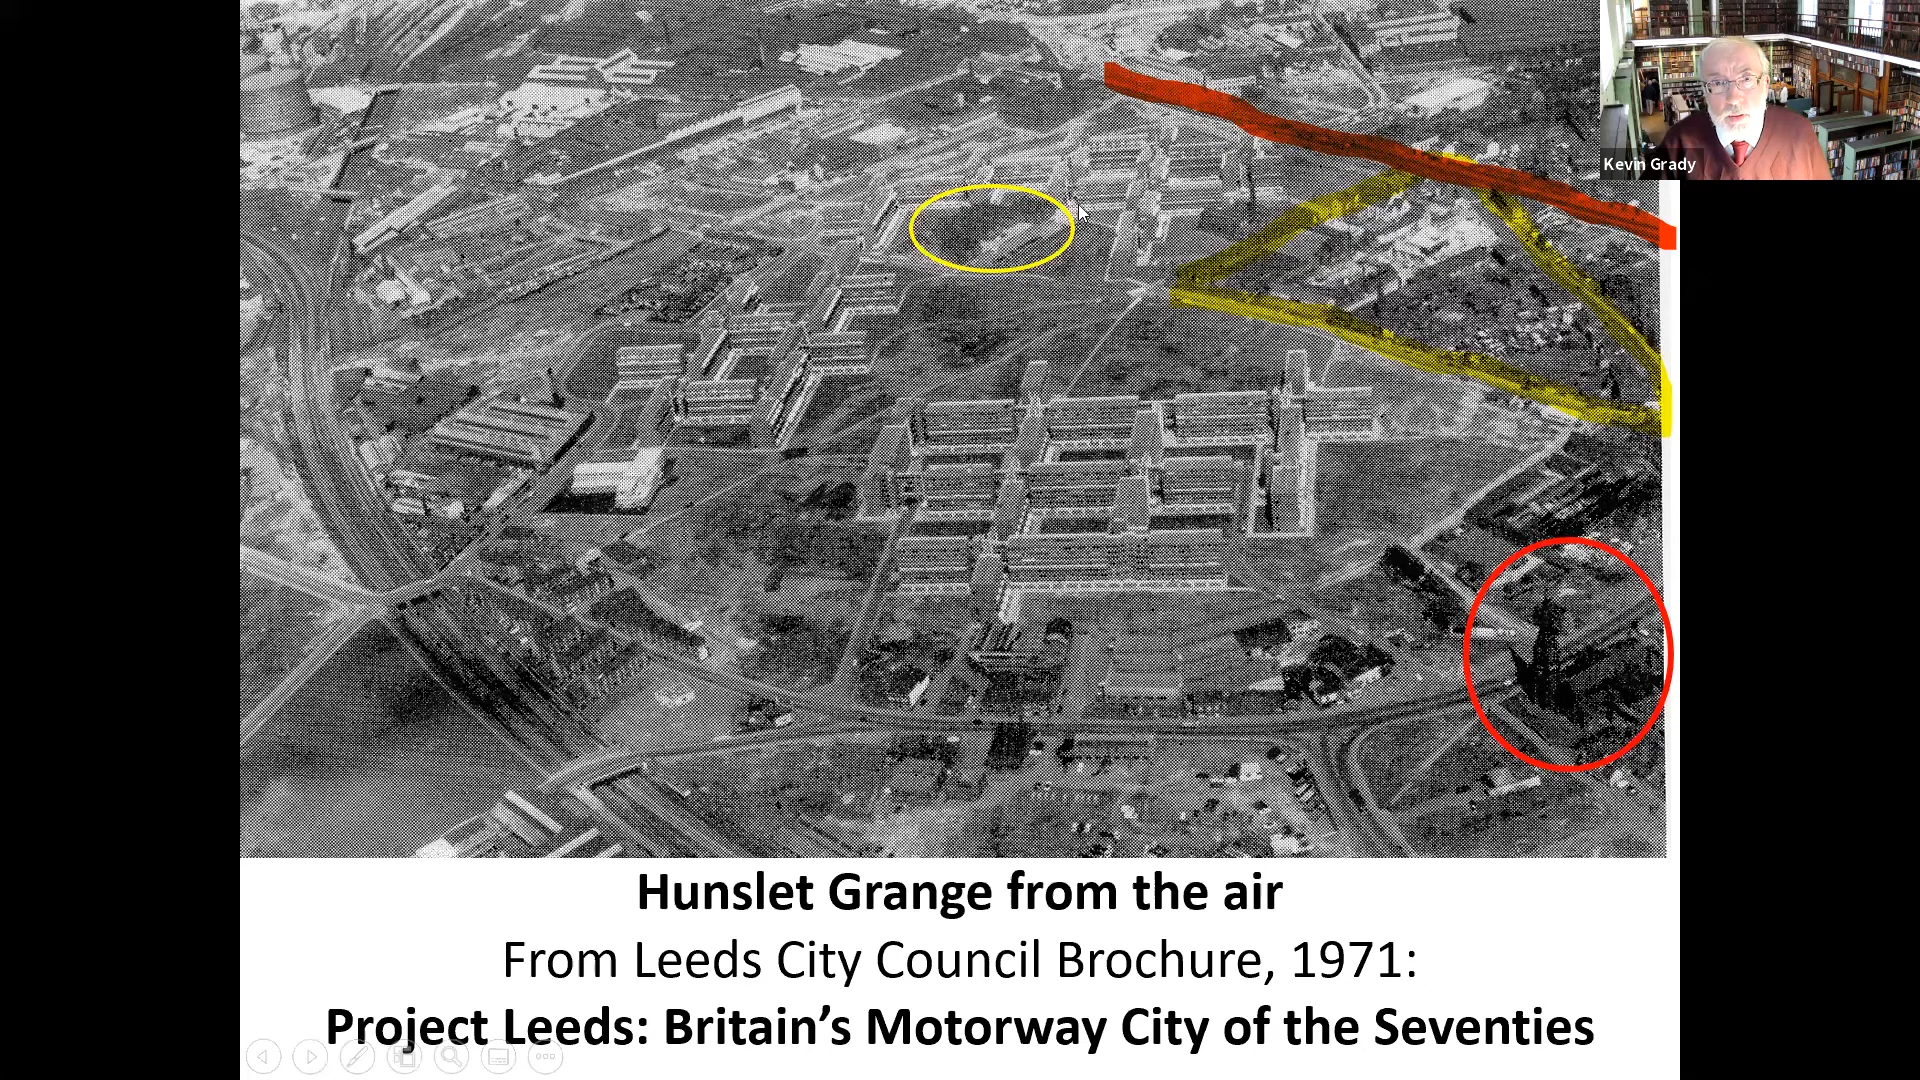 Kevin Grady
Hunslet Grange from the air
From Leeds City Council Brochure, 1971:
Project Leeds: Britain’s Motorway City of the Seventies